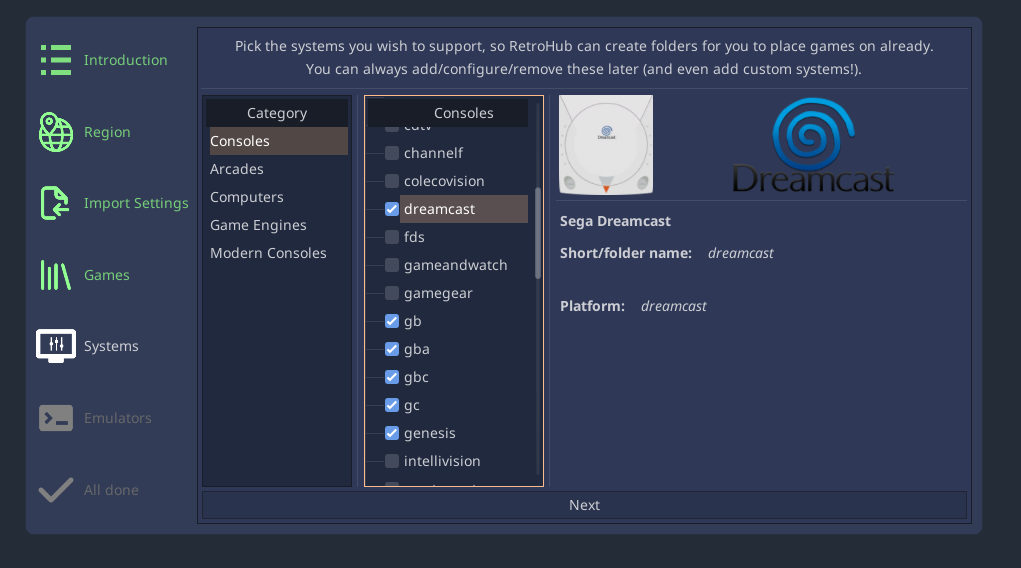 Introduction
Region
Import Settings
Games
Systems
Emulators
All done
Pick the systems you wish to support, so RetroHub can create folders for you to place games on already.
You can always add/configure/remove these later (and even add custom systems!).
Category
Consoles
Arcades
Computers
Game Engines
Modern Consoles
Consoles
channelf
colecovision
dreamcast
fds
gameandwatch
gamegear
gb
gba
gbc
gc
genesis
intellivision
Dreamcast
Dreamcast
Sega Dreamcast
Short/folder name: dreamcast
Platform: dreamcast
Next